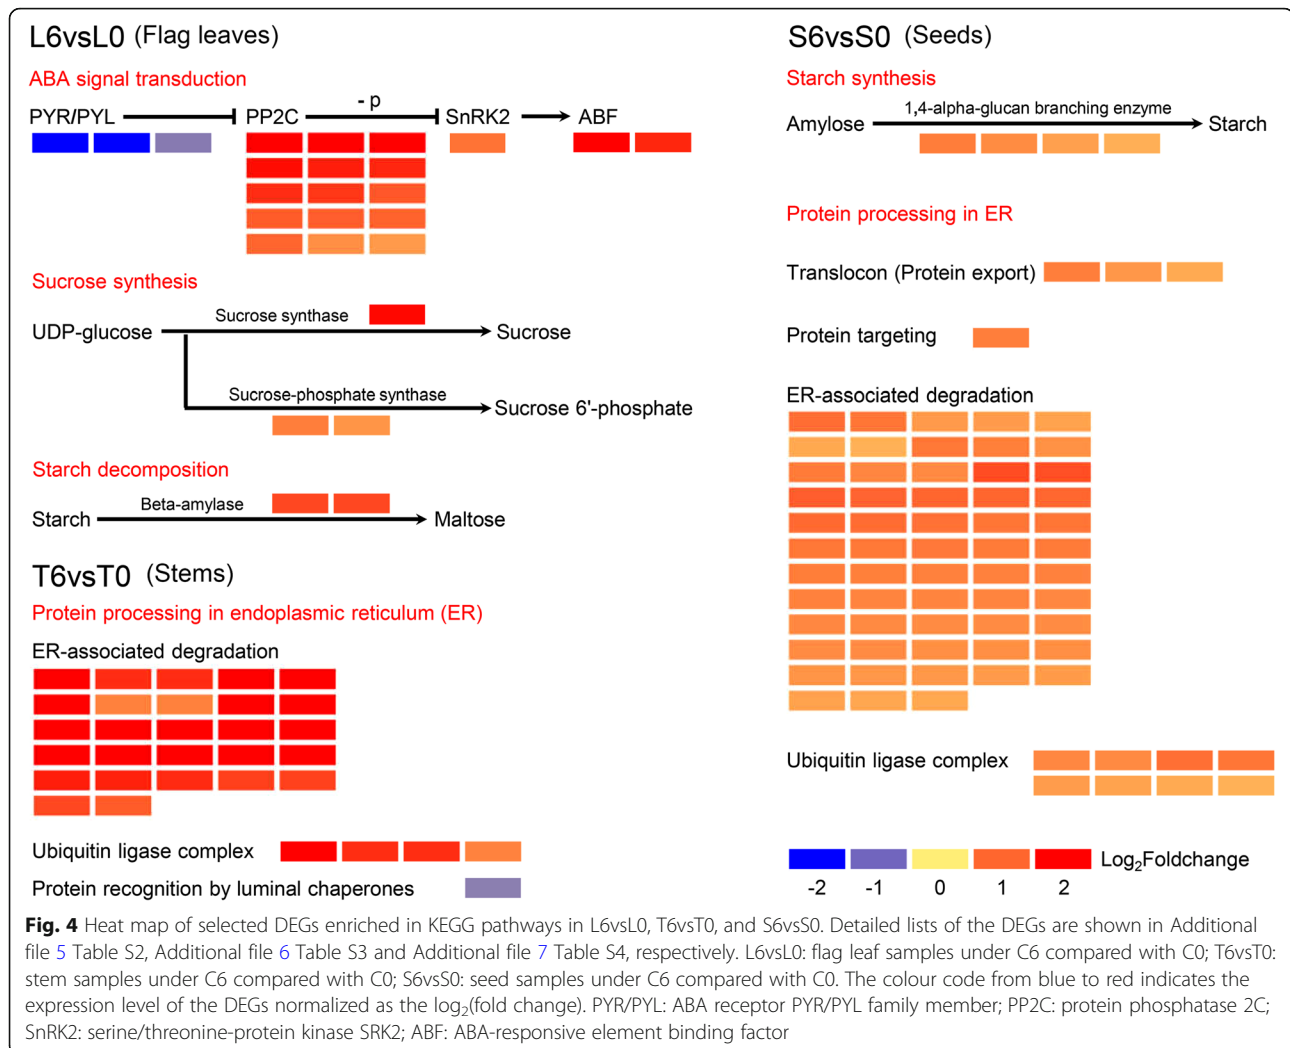 L6vsL0 (Flag leaves)
ABA signal transduction
PYR/PYL PP2C - p SnRK2 ABF
Sucrose synthesis
UDP-glucose Sucrose synthase Sucrose
Sucrose-phosphate synthase
Sucrose 6'-phosphate
Starch decomposition
Starch Beta-amylase Maltose
T6vsT0 (Stems)
Protein processing in endoplasmic reticulum (ER)
ER-associated degradation
Ubiquitin ligase complex
Protein recognition by luminal chaperones
S6vsS0 (Seeds)
Starch synthesis
1,4-alpha-glucan branching enzyme
Amylose Starch
Protein processing in ER
Translocon (Protein export)
Protein targeting
ER-associated degradation
Ubiquitin ligase complex
Log2Foldchange
-2 -1 0 1 2
Fig. 4 Heat map of selected DEGs enriched in KEGG pathways in L6vsL0, T6vsT0, and S6vsS0. Detailed lists of the DEGs are shown in Additional
file 5 Table S2, Additional file 6 Table S3 and Additional file 7 Table S4, respectively. L6vsL0: flag leaf samples under C6 compared with C0; T6vsT0:
stem samples under C6 compared with C0; S6vsS0: seed samples under C6 compared with C0. The colour code from blue to red indicates the
expression level of the DEGs normalized as the log2(fold change). PYR/PYL: ABA receptor PYR/PYL family member; PP2C: protein phosphatase 2C;
SnRK2: serine/threonine-protein kinase SRK2; ABF: ABA-responsive element binding factor